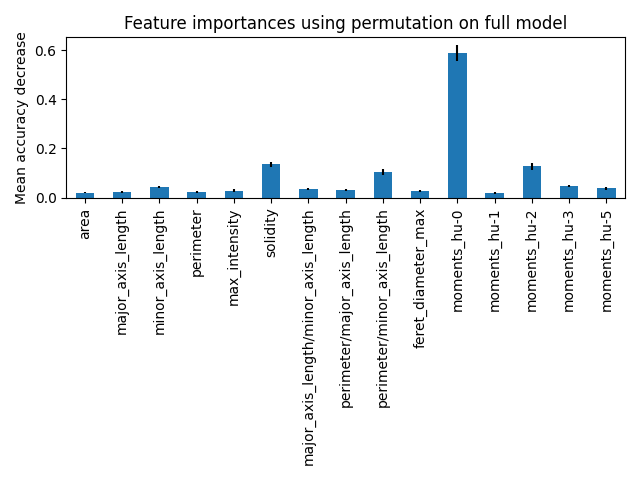 Feature importances using permutation on full model
Mean accuracy decrease
0.6
0.4
0.2
0.0
area
major_axis_length
minor_axis_length
perimeter
max_intensity
solidity
major_axis_length/minor_axis_length
perimeter/major_axis_length
perimeter/minor_axis_length
feret_diameter_max
moments_hu-0
moments_hu-1
moments_hu-2
moments_hu-3
moments_hu-5